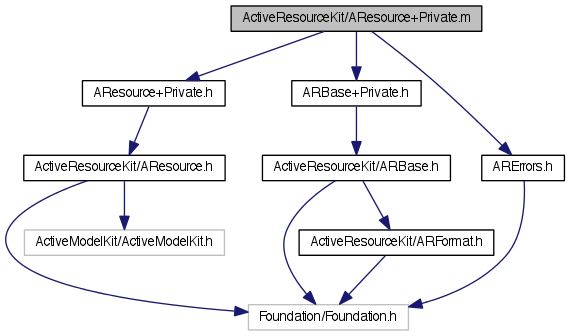 ActiveResourceKit/AResource+Private.m
AResource+Private.h
ARBase+Private.h
ActiveResourceKit/AResource.h
ActiveResourceKit/ARBase.h
ARErrors.h
ActiveModelKit/ActiveModelKit.h
ActiveResourceKit/ARFormat.h
Foundation/Foundation.h